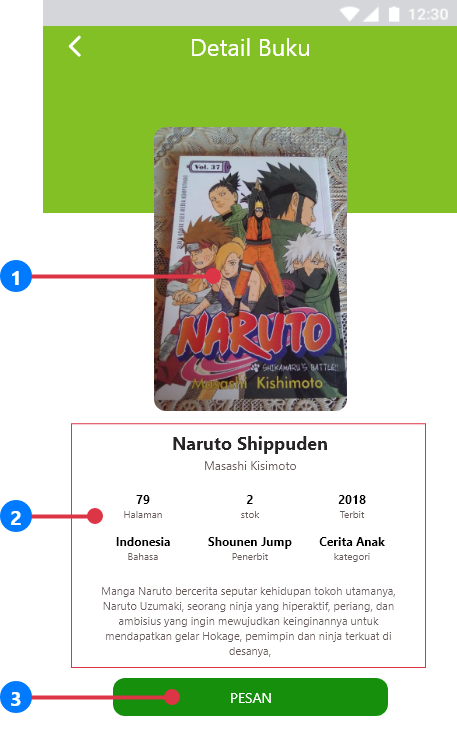 12:30
Detail Buku
Vol. 37
NARUTO
SHIKAMARU'S BATTLE!!
Masashi Kishimoto
1
Naruto Shippuden
Masashi Kisimoto
79
2
2018
Halaman
stok
Terbit
2
Indonesia
Shounen Jump
Cerita Anak
Bahasa
Penerbit
kategori
Manga Naruto bercerita seputar kehidupan tokoh utamanya,
Naruto Uzumaki, seorang ninja yang hiperaktif, periang, dan
ambisius yang ingin mewujudkan keinginannya untuk
mendapatkan gelar Hokage, pemimpin dan ninja terkuat di
desanya,
3
PESAN